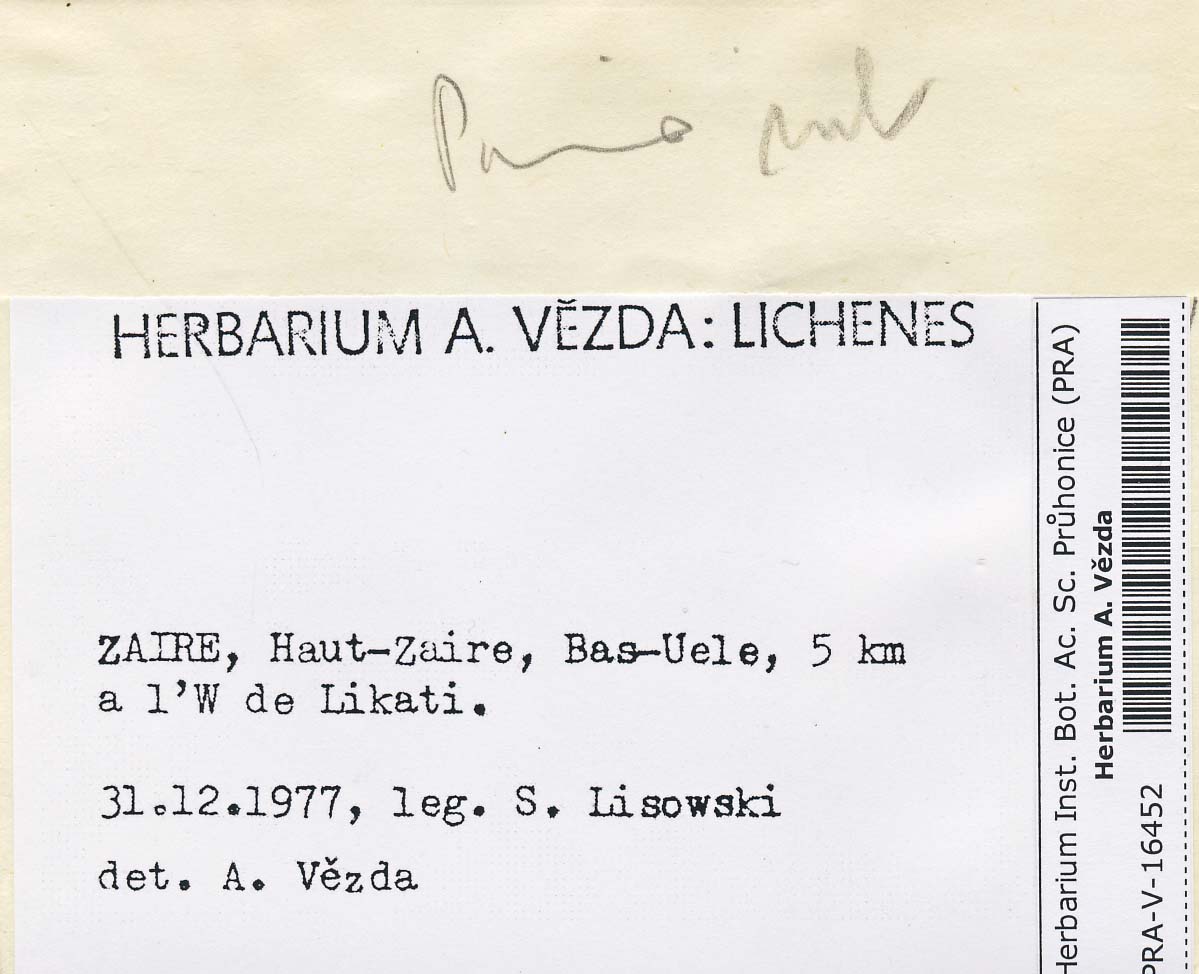 HERBARIUM A. VĚZDA: LICHENES
ZAIRE, Haut-Zaire, Bas-Uele, 5 km
a l'W de Likati.
31.12.1977, leg. S. Lisowski
det. A. Vězda
Herbarium Inst. Bot. Ac. Sc. Průhonice (PRA)
Herbarium A. Vězda
PRA-V-16452